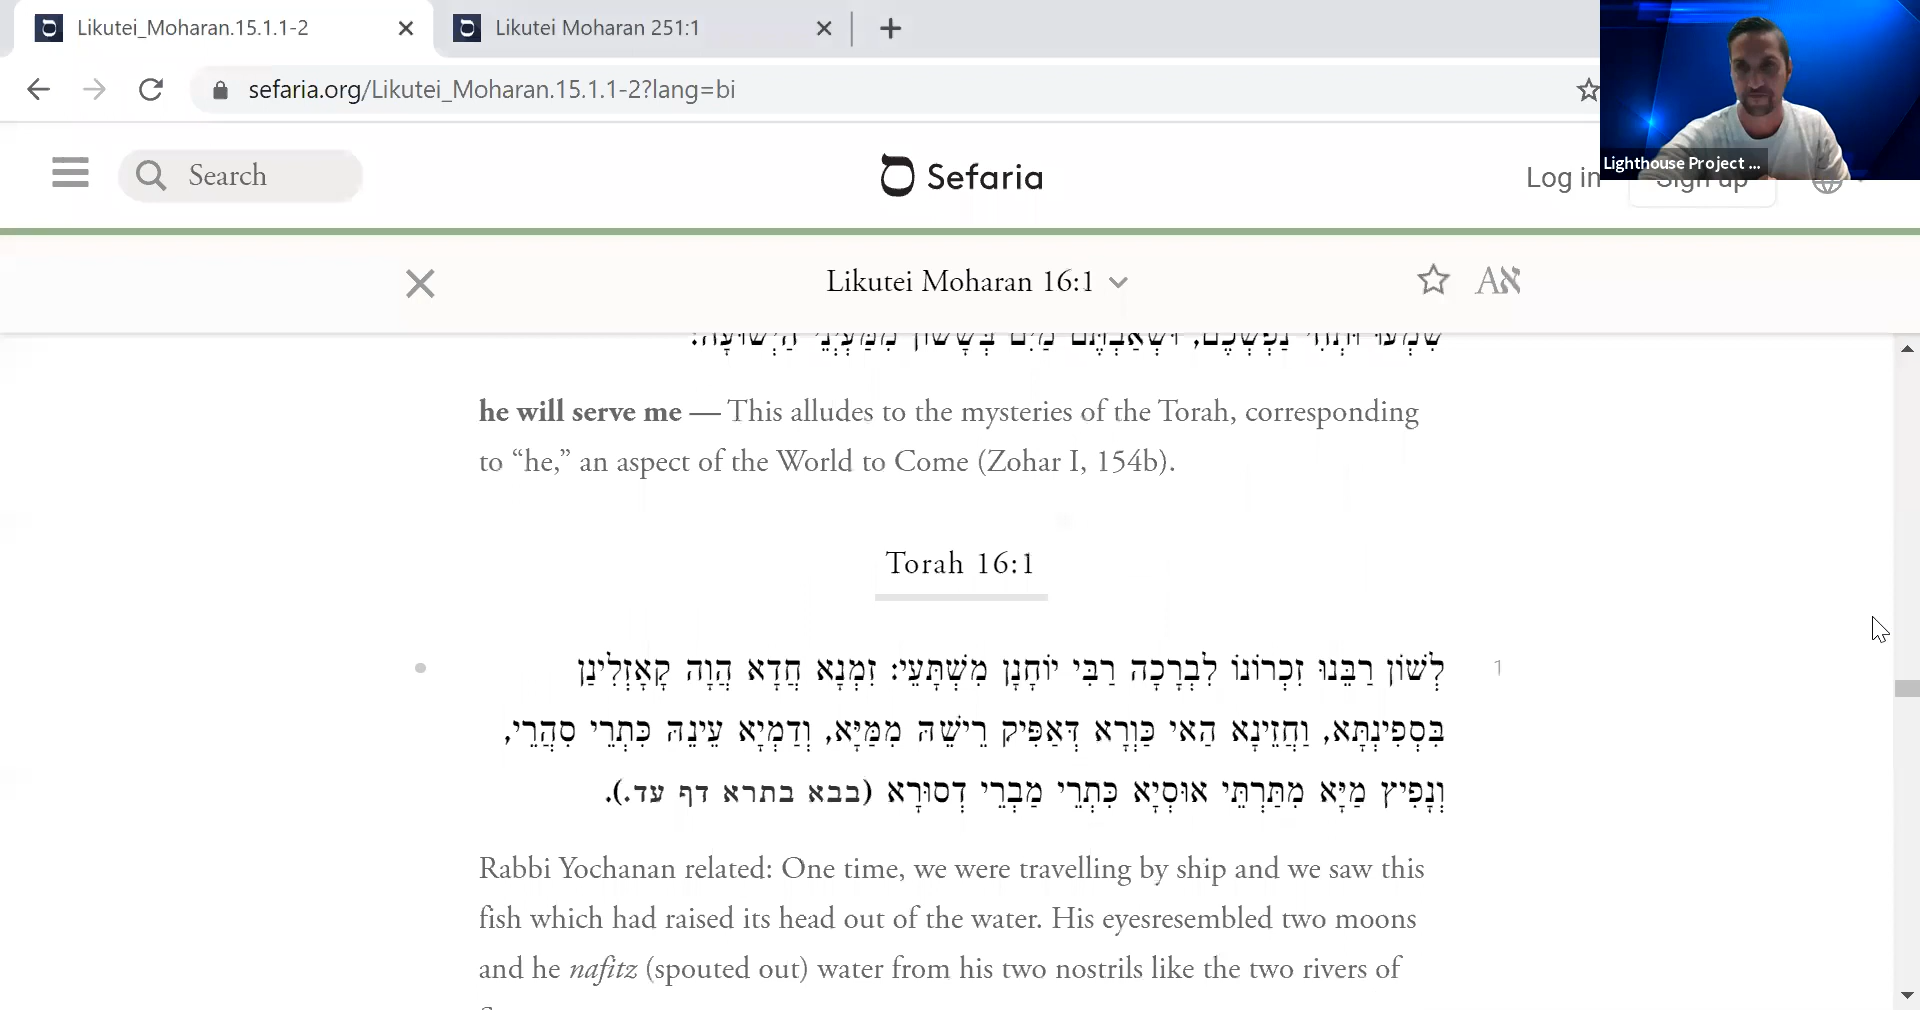 Likutei_Moharan.15.1.1-2
Likutei Moharan 251:1
sefaria.org/Likutei_Moharan.15.1.1-2?lang=bi
Search
Sefaria
Log in
Sign up
Lighthouse Project ...
Likutei Moharan 16:1
Aא
שִׁמְעוּ וּתְחִי נַפְשְׁכֶם, וּשְׁאַבְתֶּם מַיִם בְּשָׂשׂוֹן מִמַּעַיְנֵי הַיְשׁוּעָה:
he will serve me — This alludes to the mysteries of the Torah, corresponding
to “he,” an aspect of the World to Come (Zohar I, 154b).
Torah 16:1
1
לְשׁוֹן רַבֵּנוּ זִכְרוֹנוֹ לִבְרָכָה רַבִּי יוֹחָנָן מִשְׁתָּעֵי: זִמְנָא חֲדָא הֲוָה קָאָזְלִינַן
בִּסְפִינְתָּא, וַחֲזֵינָא הַאי כַּוְרָא דְּאַפִּיק רֵישֵׁהּ מִמַּיָּא, וְדַמְיָא עֵינֵהּ כִּתְרֵי סִהֲרֵי,
וְנָפִיץ מַיָּא מִתַּרְתֵּי אוּסְיָא כִּתְרֵי מַבְרֵי דְסוּרָא (בבא בתרא דף עד.).
Rabbi Yochanan related: One time, we were travelling by ship and we saw this
fish which had raised its head out of the water. His eyesresembled two moons
and he nafitz (spouted out) water from his two nostrils like the two rivers of